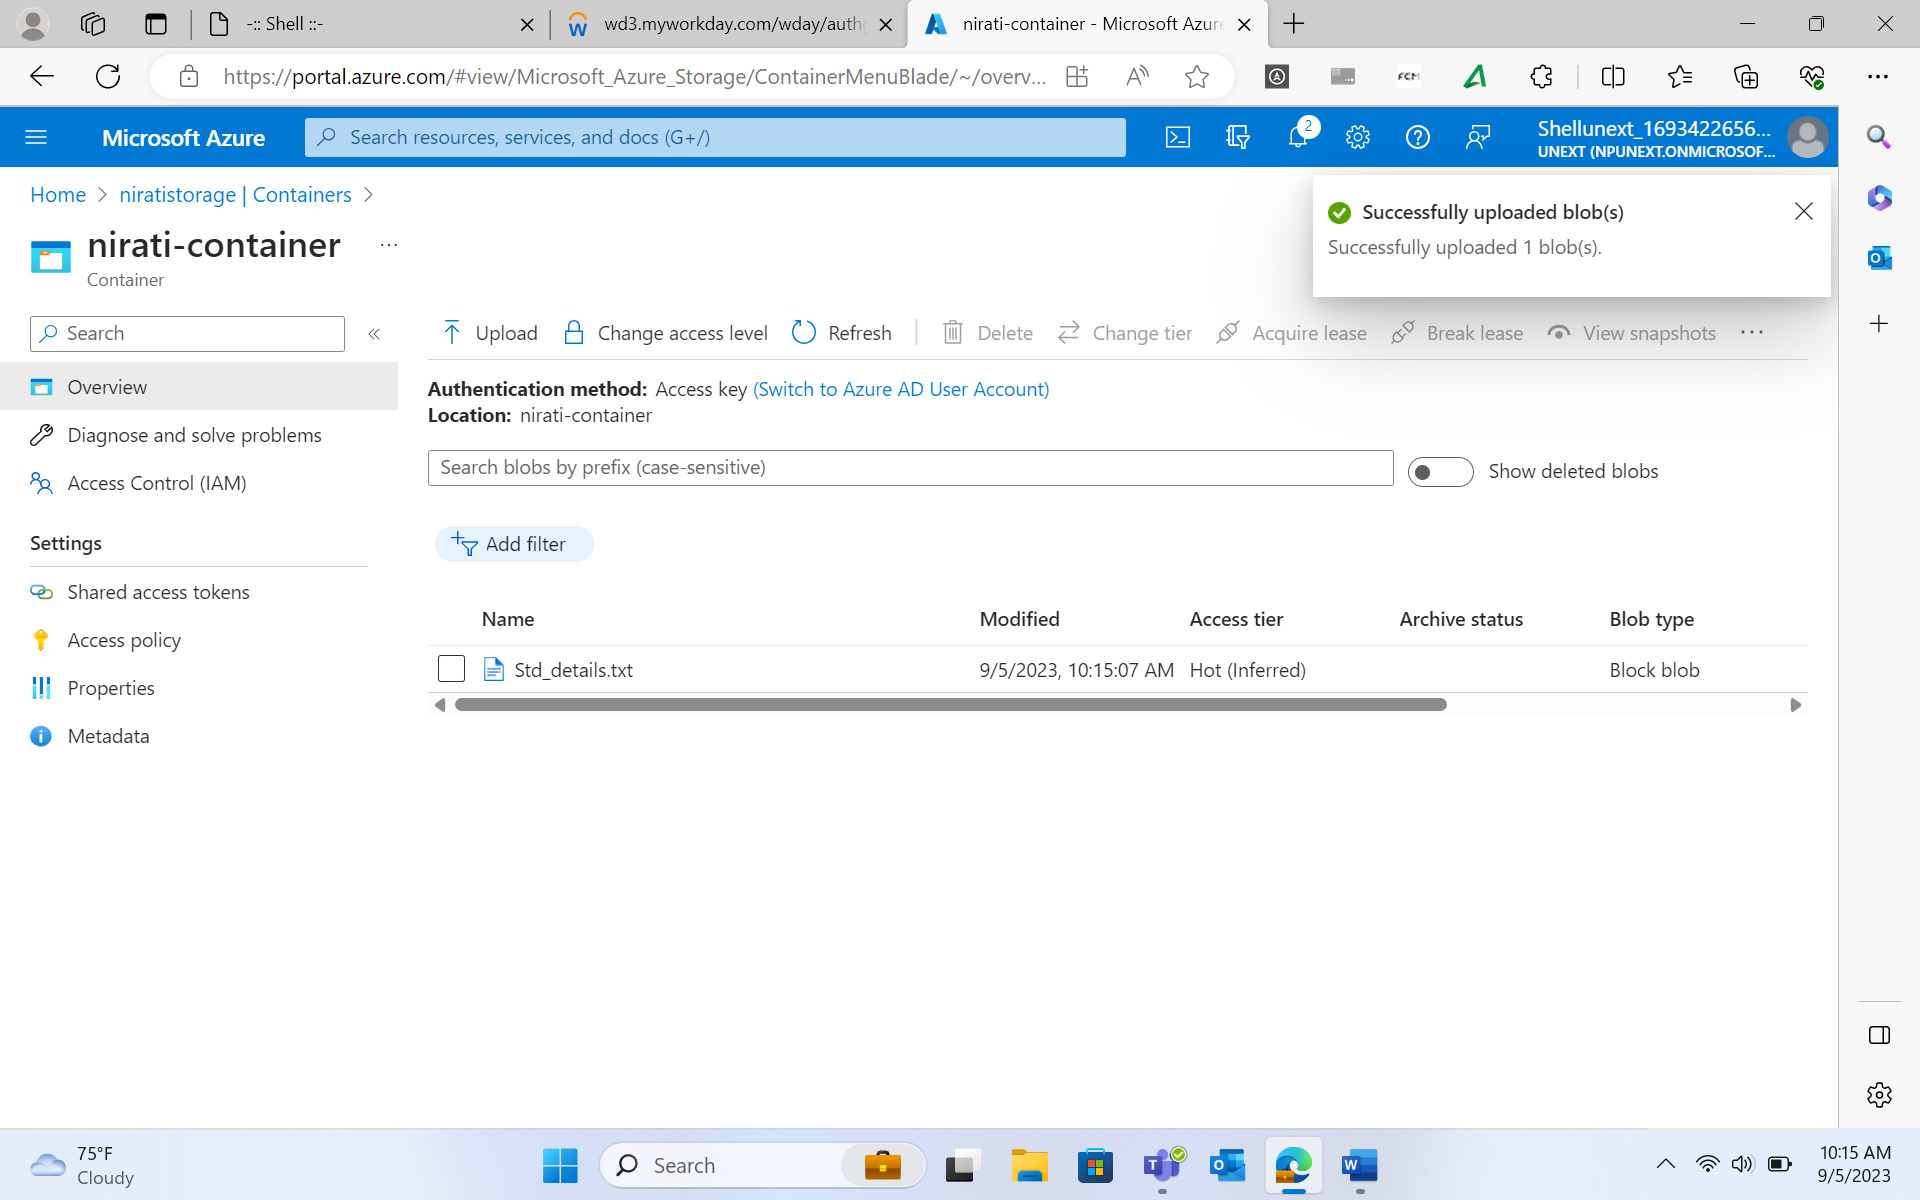 -:: Shell ::-
wd3.myworkday.com/wday/auth
nirati-container - Microsoft Azure
https://portal.azure.com/#view/Microsoft_Azure_Storage/ContainerMenuBlade/~/overv...
FCM
Microsoft Azure
Search resources, services, and docs (G+/)
2
Shellunext_1693422656...
UNEXT (NPUNEXT.ONMICROSOF...
Home > niratistorage | Containers >
Successfully uploaded blob(s)
Successfully uploaded 1 blob(s).
nirati-container
...
Container
Search
«
Upload
Change access level
Refresh
Delete
Change tier
Acquire lease
Break lease
View snapshots
...
Overview
Diagnose and solve problems
Access Control (IAM)
Settings
Shared access tokens
Access policy
Properties
Metadata
Authentication method: Access key (Switch to Azure AD User Account)
Location: nirati-container
Search blobs by prefix (case-sensitive)
Show deleted blobs
Add filter
Name Modified Access tier Archive status Blob type
Std_details.txt 9/5/2023, 10:15:07 AM Hot (Inferred) Block blob
75°F
Cloudy
Search
10:15 AM
9/5/2023